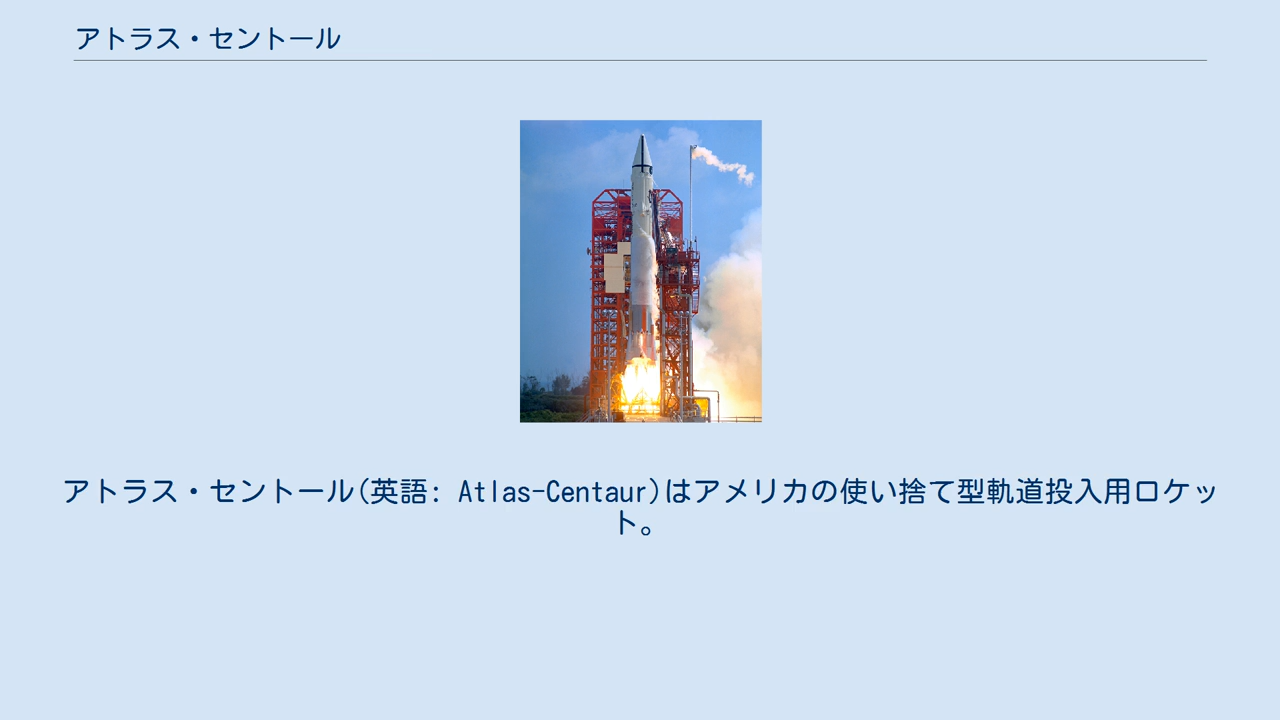 アトラス・セントール
アトラス・セントール(英語: Atlas-Centaur)はアメリカの使い捨て型軌道投入用ロケッ
ト。